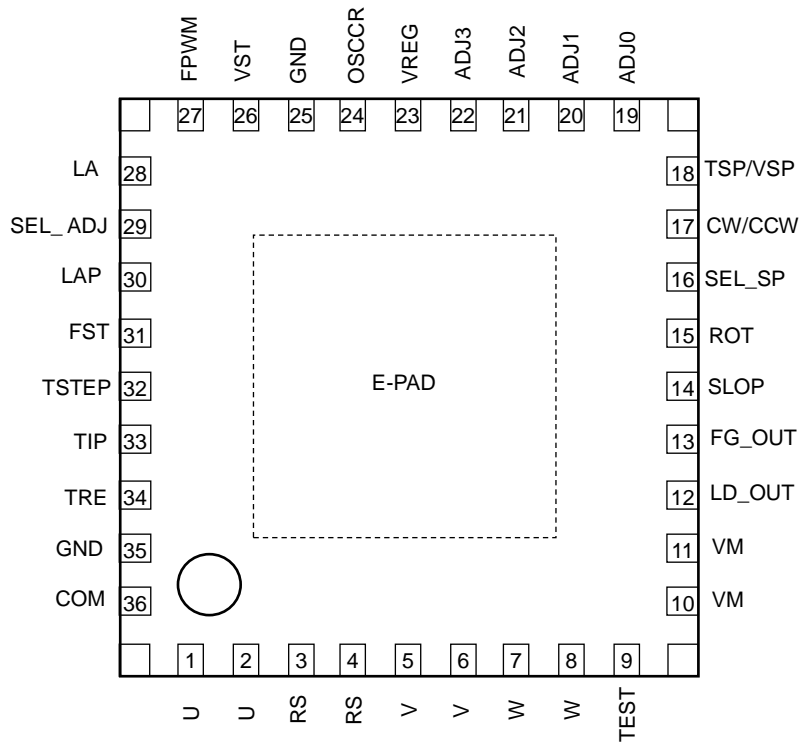 FPWM VST GND OSCCR VREG ADJ3 ADJ2 ADJ1 ADJ0
27 26 25 24 23 22 21 20 19
LA 28 18 TSP/VSP
SEL_ADJ 29 17 CW/CCW
LAP 30 16 SEL_SP
FST 31 15 ROT
TSTEP 32 E-PAD 14 SLOP
TIP 33 13 FG_OUT
TRE 34 12 LD_OUT
GND 35 11 VM
COM 36 10 VM
1 2 3 4 5 6 7 8 9
U U RS RS V V W W TEST